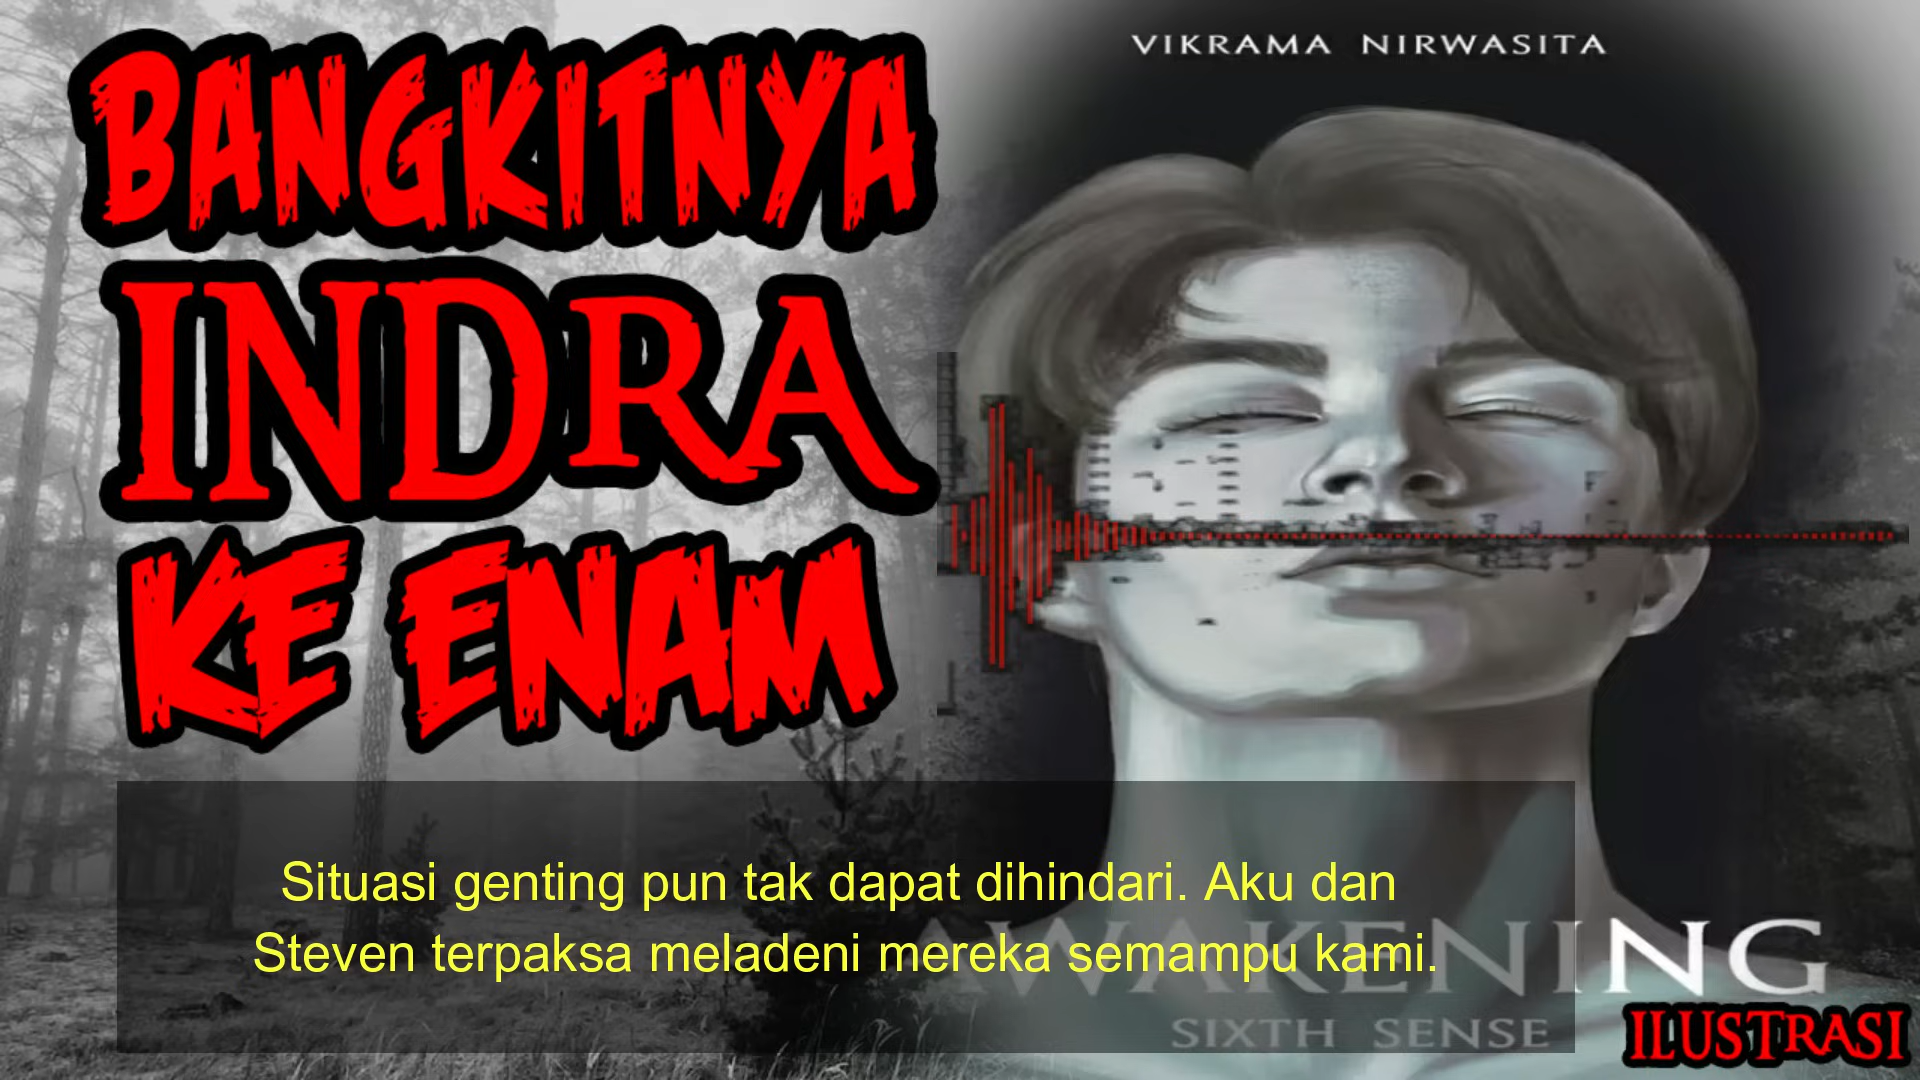 VIKRAMA NIRWASITA
BANGKITNYA
INDRA
KE ENAM
Situasi genting pun tak dapat dihindari. Aku dan
Steven terpaksa meladeni mereka semampu kami.
AWAKENING
SIXTH SENSE
ILUSTRASI